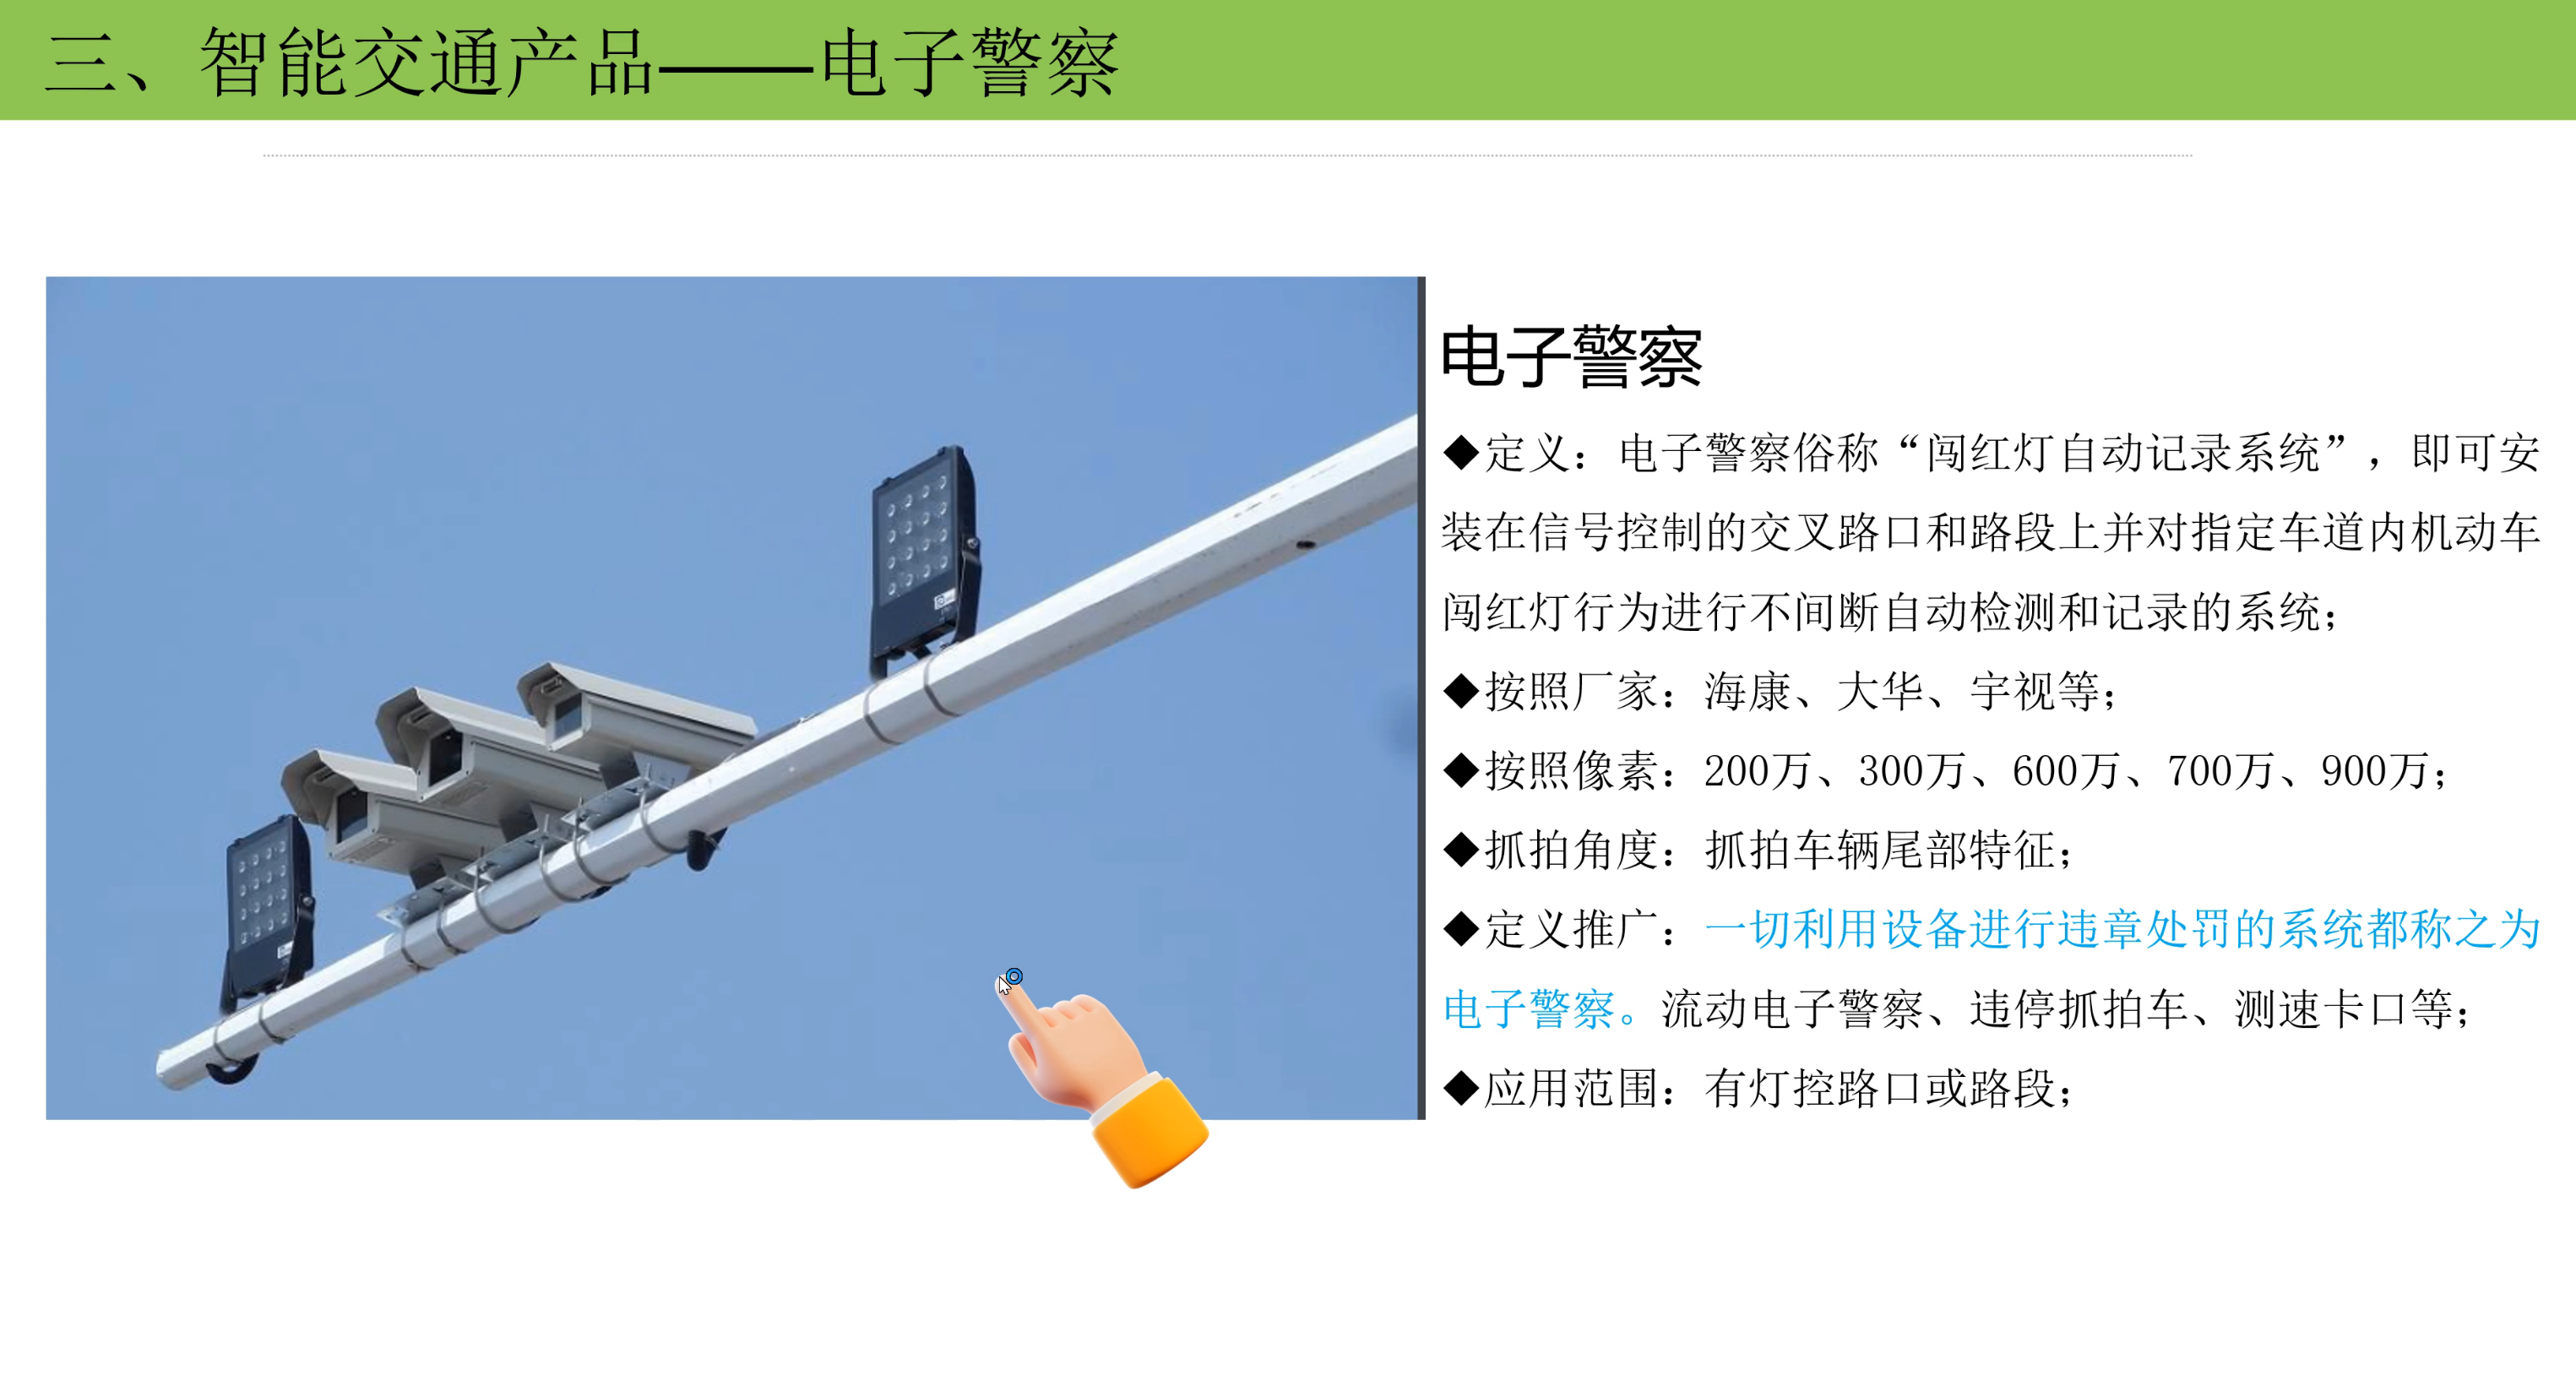 三、智能交通产品——电子警察
电子警察
◆定义：电子警察俗称“闯红灯自动记录系统”，即可安
装在信号控制的交叉路口和路段上并对指定车道内机动车
闯红灯行为进行不间断自动检测和记录的系统；
◆按照厂家：海康、大华、宇视等；
◆按照像素：200万、300万、600万、700万、900万；
◆抓拍角度：抓拍车辆尾部特征；
◆定义推广：一切利用设备进行违章处罚的系统都称之为
电子警察。流动电子警察、违停抓拍车、测速卡口等；
◆应用范围：有灯控路口或路段；